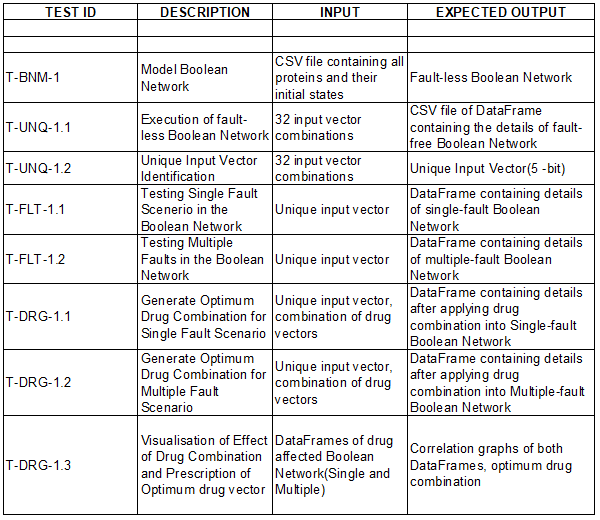 TEST ID DESCRIPTION INPUT EXPECTED OUTPUT
T-BNM-1
Model Boolean
Network
CSV file containing all
proteins and their
initial states
Fault-less Boolean Network
T-UNQ-1.1
Execution of fault-
less Boolean Network
32 input vector
combinations
CSV file of DataFrame
containing the details of fault-
free Boolean Network
T-UNQ-1.2
Unique Input Vector
Identification
32 input vector
combinations
Unique Input Vector(5 -bit)
T-FLT-1.1
Testing Single Fault
Scenerio in the
Boolean Network
Unique input vector
DataFrame containing details
of single-fault Boolean
Network
T-FLT-1.2
Testing Multiple
Faults in the Boolean
Network
Unique input vector
DataFrame containing details
of multiple-fault Boolean
Network
T-DRG-1.1
Generate Optimum
Drug Combination for
Single Fault Scenario
Unique input vector,
combination of drug
vectors
DataFrame containing details
after applying drug
combination into Single-fault
Boolean Network
T-DRG-1.2
Generate Optimum
Drug Combination for
Multiple Fault
Scenario
Unique input vector,
combination of drug
vectors
DataFrame containing details
after applying drug
combination into Multiple-fault
Boolean Network
T-DRG-1.3
Visualisation of Effect
of Drug Combination
and Prescription of
Optimum drug vector
DataFrames of drug
affected Boolean
Network(Single and
Multiple)
Correlation graphs of both
DataFrames, optimum drug
combination